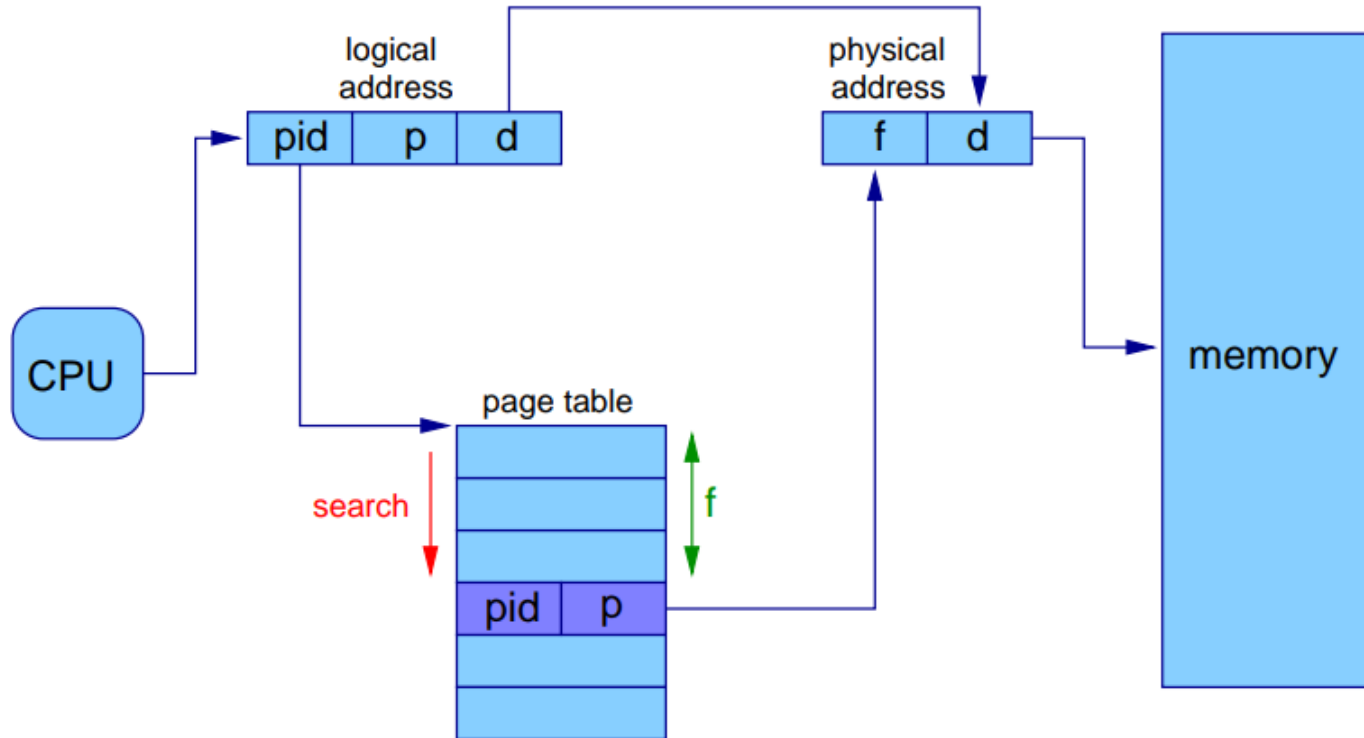 logical
address
physical
address
pid p d
f d
CPU
memory
page table
search
f
pid p